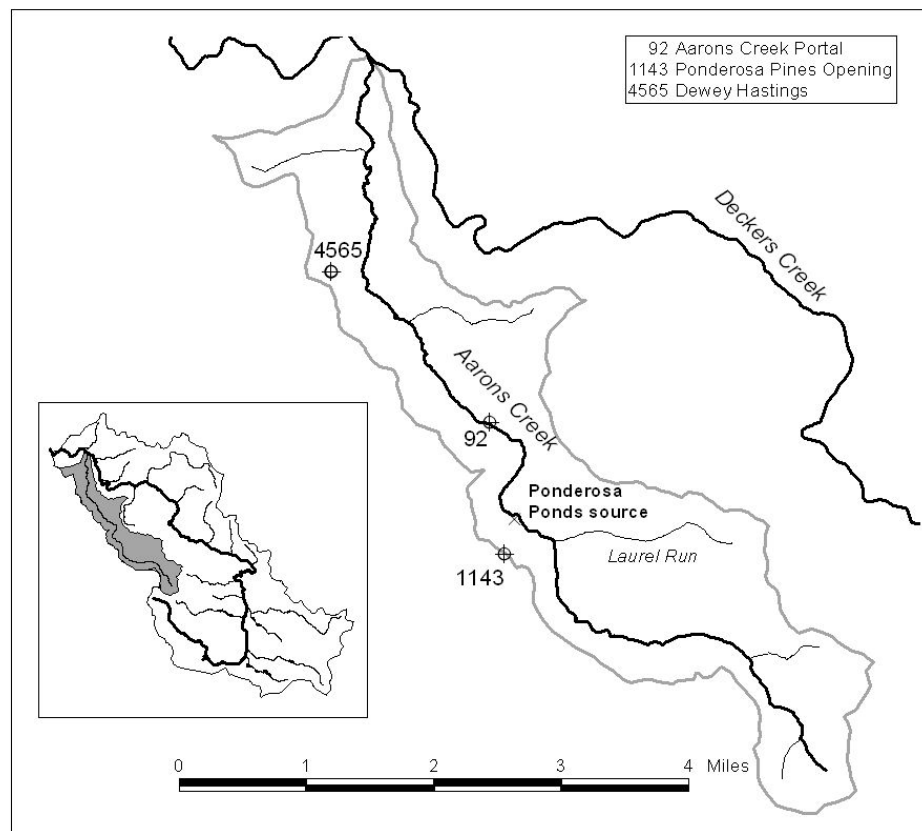 92 Aarons Creek Portal
1143 Ponderosa Pines Opening
4565 Dewey Hastings
Deckers Creek
4565
Aarons Creek
92
Ponderosa
Ponds source
Laurel Run
1143
0 1 2 3 4 Miles